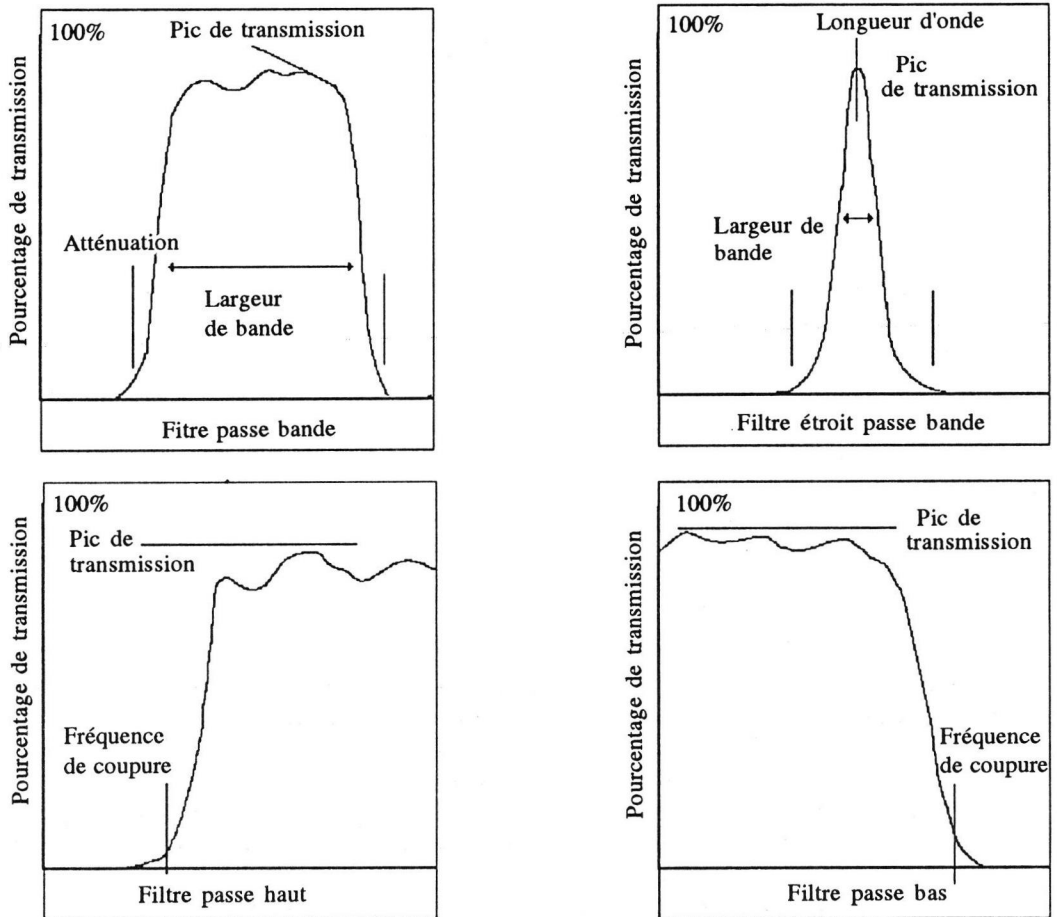 100%
Pic de transmission
Pourcentage de transmission
Atténuation
Largeur
de bande
Fitre passe bande
100%
Longueur d'onde
Pic
de transmission
Pourcentage de transmission
Largeur de
bande
Filtre étroit passe bande
100%
Pic de
transmission
Pourcentage de transmission
Fréquence
de coupure
Filtre passe haut
100%
Pic de
transmission
Pourcentage de transmission
Fréquence
de coupure
Filtre passe bas